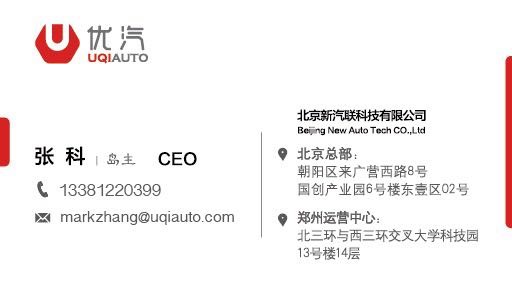 优汽
UQIAUTO
张 科 | 岛主 CEO
13381220399
markzhang@uqiauto.com
北京新汽联科技有限公司
Beijing New Auto Tech CO.,Ltd
北京总部：
朝阳区来广营西路8号
国创产业园6号楼东壹区02号
郑州运营中心：
北三环与西三环交叉大学科技园
13号楼14层